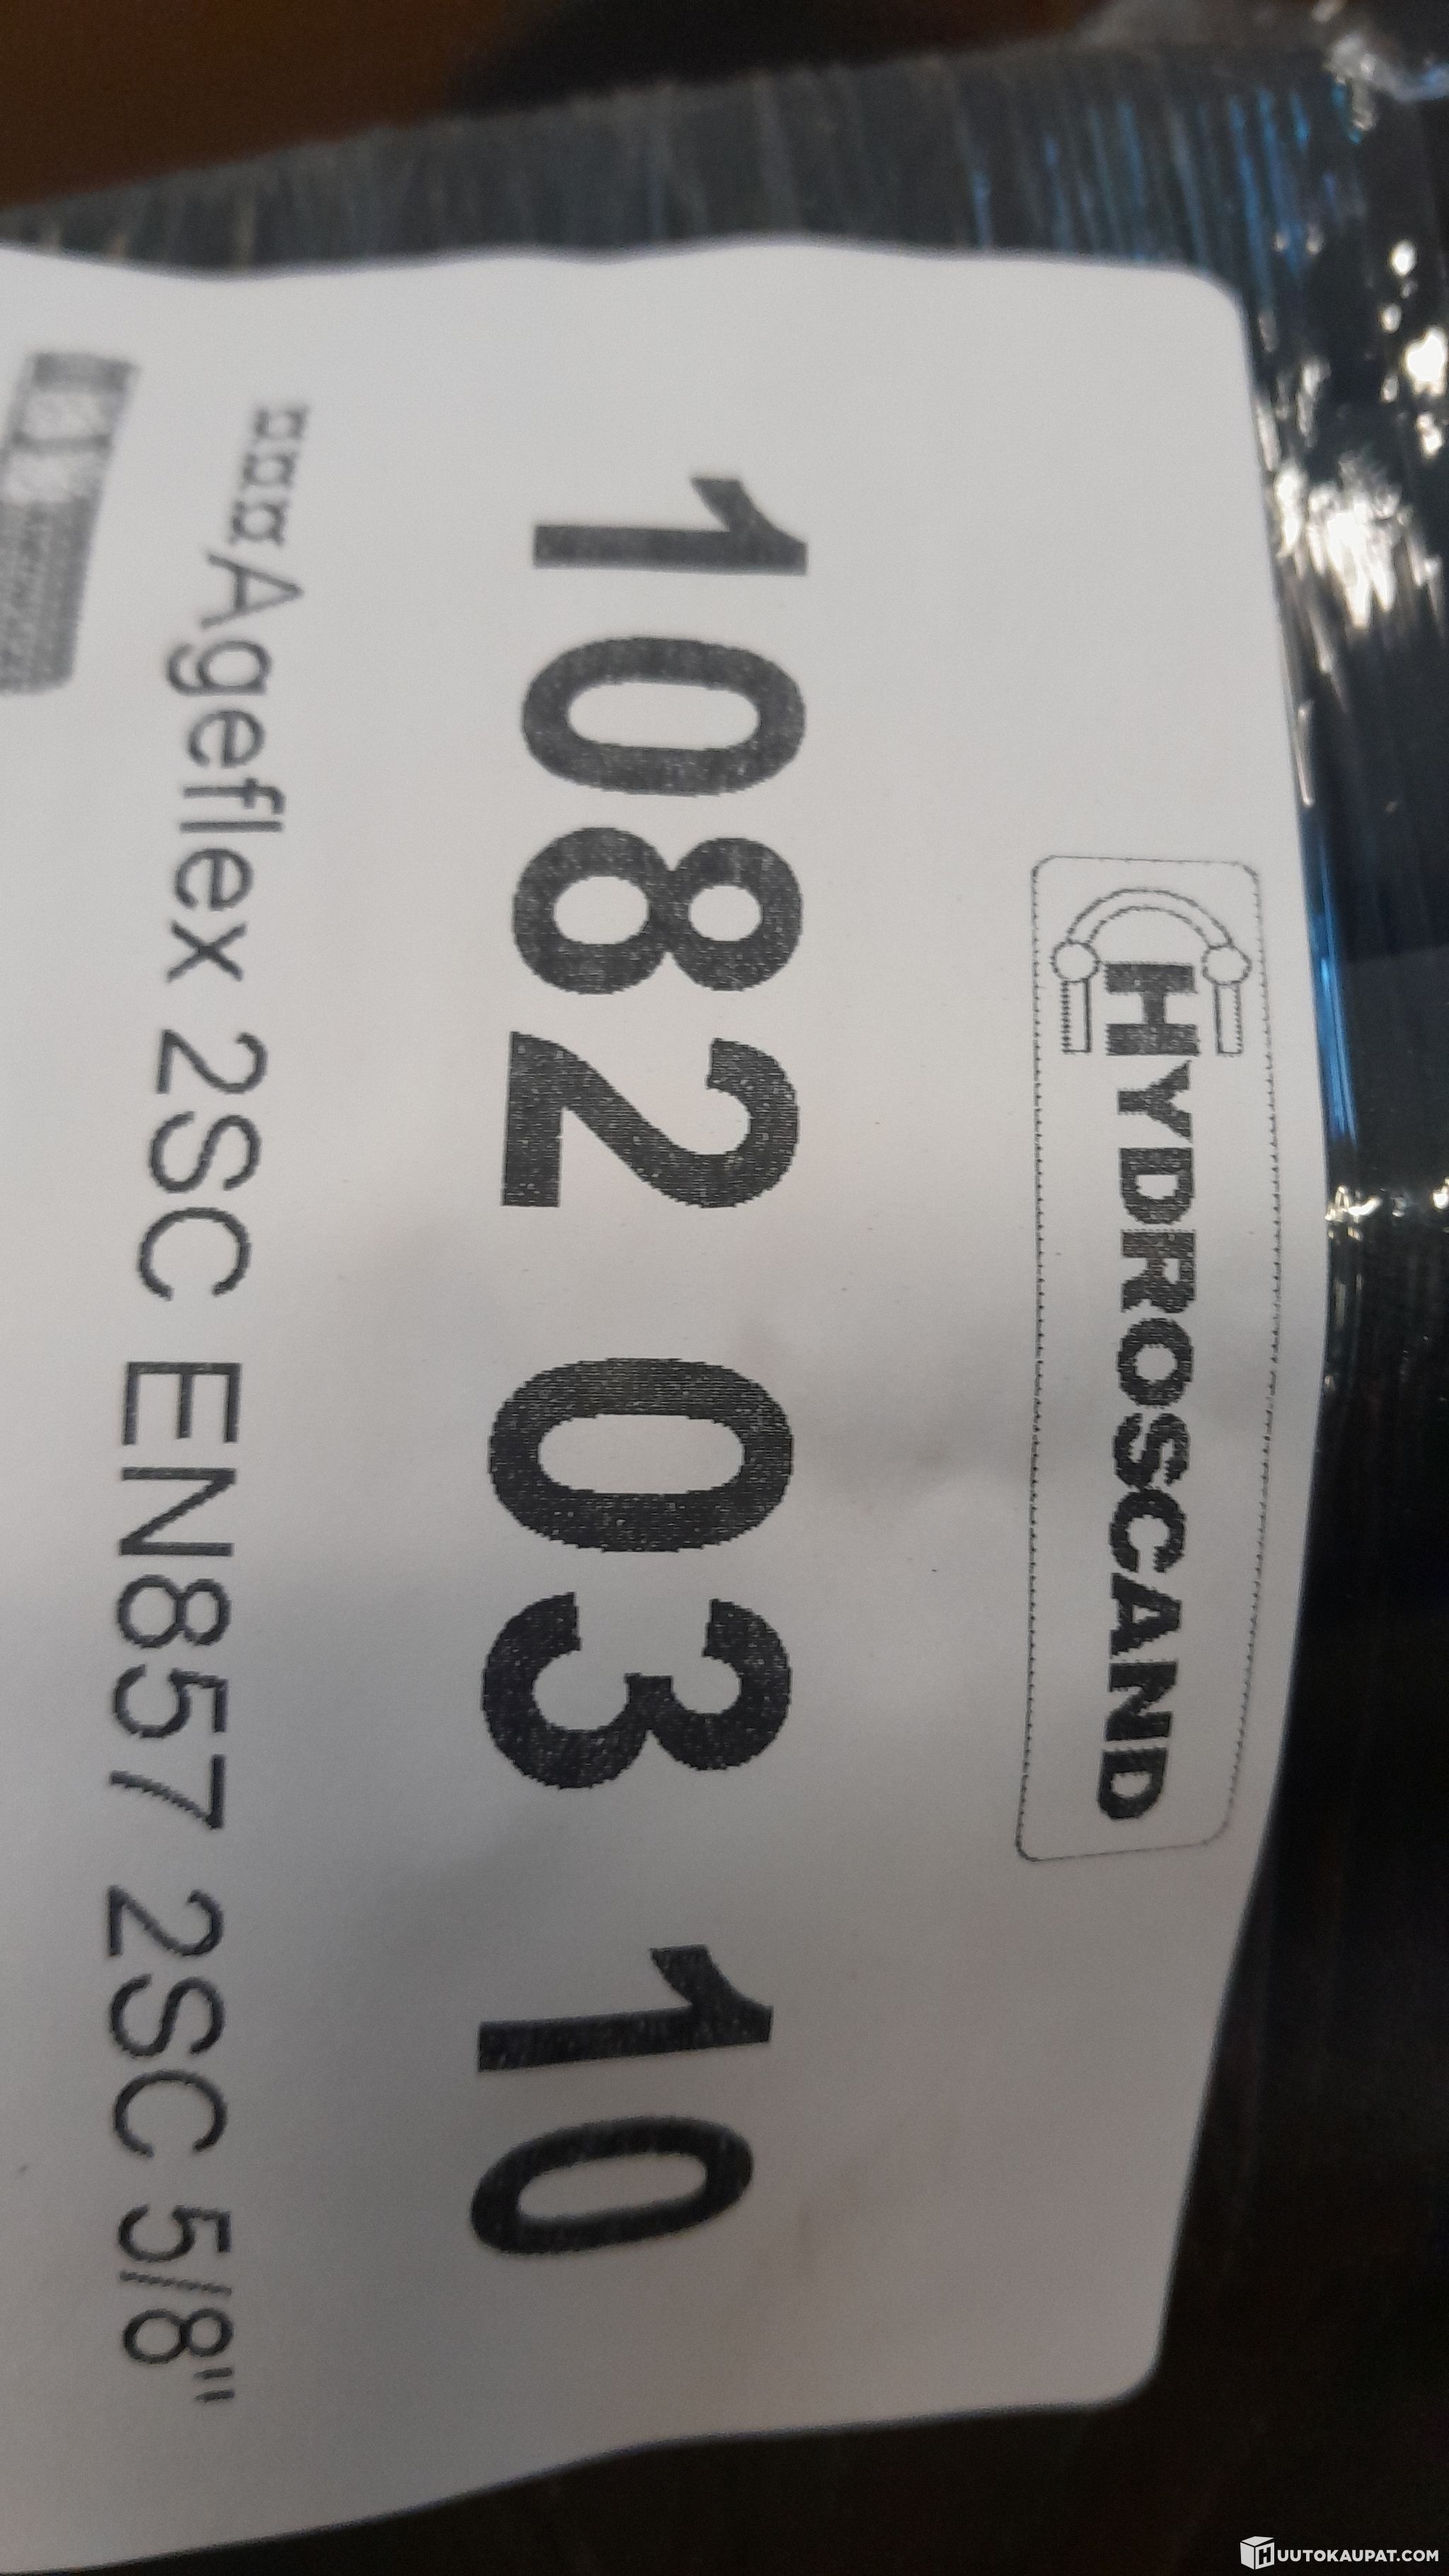 HYDROSCAND
1082 03 10
¤¤¤Ageflex 2SC EN857 2SC 5/8"
HUUTOKAUPAT.COM